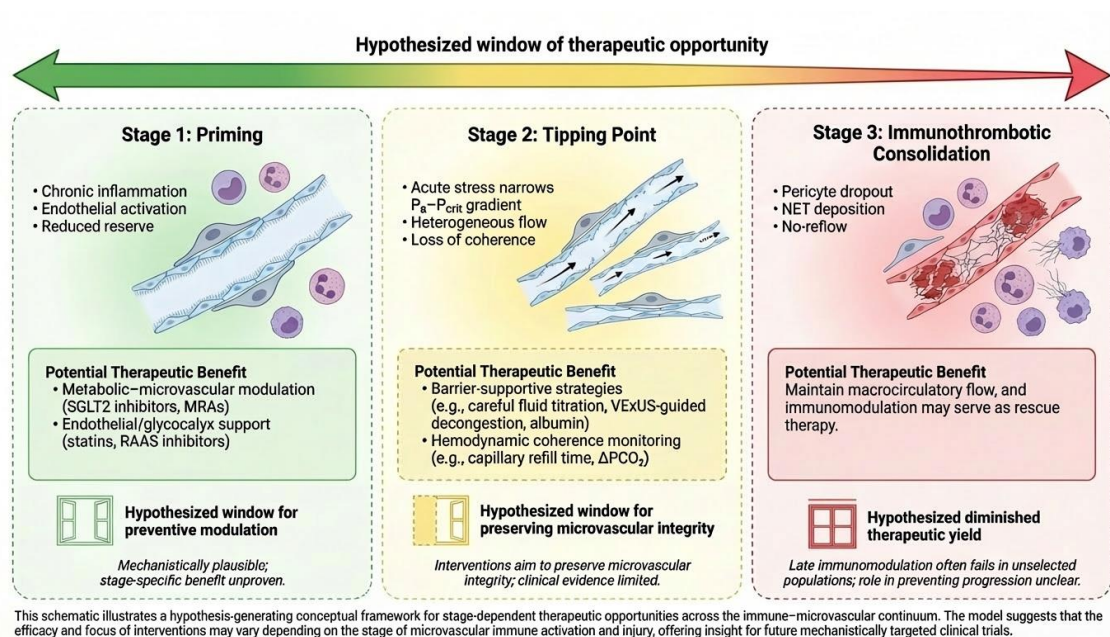 Hypothesized window of therapeutic opportunity
Stage 1: Priming
• Chronic inflammation
• Endothelial activation
• Reduced reserve
Potential Therapeutic Benefit
• Metabolic–microvascular modulation
(SGLT2 inhibitors, MRAs)
• Endothelial/glycocalyx support
(statins, RAAS inhibitors)
Hypothesized window for
preventive modulation
Mechanistically plausible;
stage-specific benefit unproven.
Stage 2: Tipping Point
• Acute stress narrows
Pa–Pcrit gradient
• Heterogeneous flow
• Loss of coherence
Potential Therapeutic Benefit
• Barrier-supportive strategies
(e.g., careful fluid titration, VExUS-guided
decongestion, albumin)
• Hemodynamic coherence monitoring
(e.g., capillary refill time, ΔPCO₂)
Hypothesized window for
preserving microvascular integrity
Interventions aim to preserve microvascular
integrity; clinical evidence limited.
Stage 3: Immunothrombotic
Consolidation
• Pericyte dropout
• NET deposition
• No-reflow
Potential Therapeutic Benefit
Maintain macrocirculatory flow, and
immunomodulation may serve as rescue
therapy.
Hypothesized diminished
therapeutic yield
Late immunomodulation often fails in unselected
populations; role in preventing progression unclear.
This schematic illustrates a hypothesis-generating conceptual framework for stage-dependent therapeutic opportunities across the immune–microvascular continuum. The model suggests that the
efficacy and focus of interventions may vary depending on the stage of microvascular immune activation and injury, offering insight for future mechanistically targeted clinical trials.